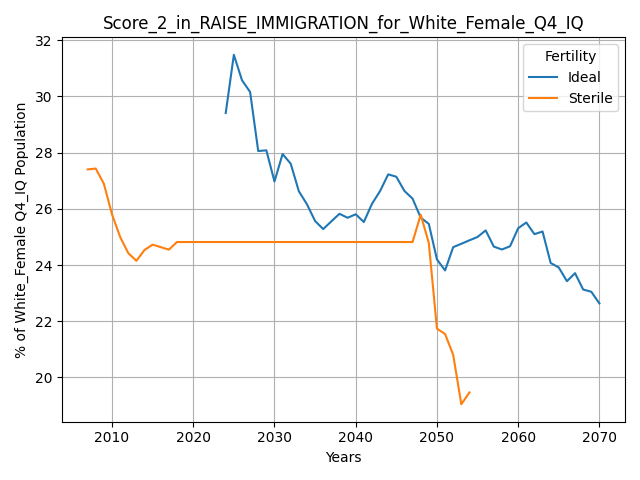 Score_2_in_RAISE_IMMIGRATION_for_White_Female_Q4_IQ
32
30
28
26
24
22
20
% of White_Female Q4_IQ Population
Fertility
Ideal
Sterile
2010 2020 2030 2040 2050 2060 2070
Years